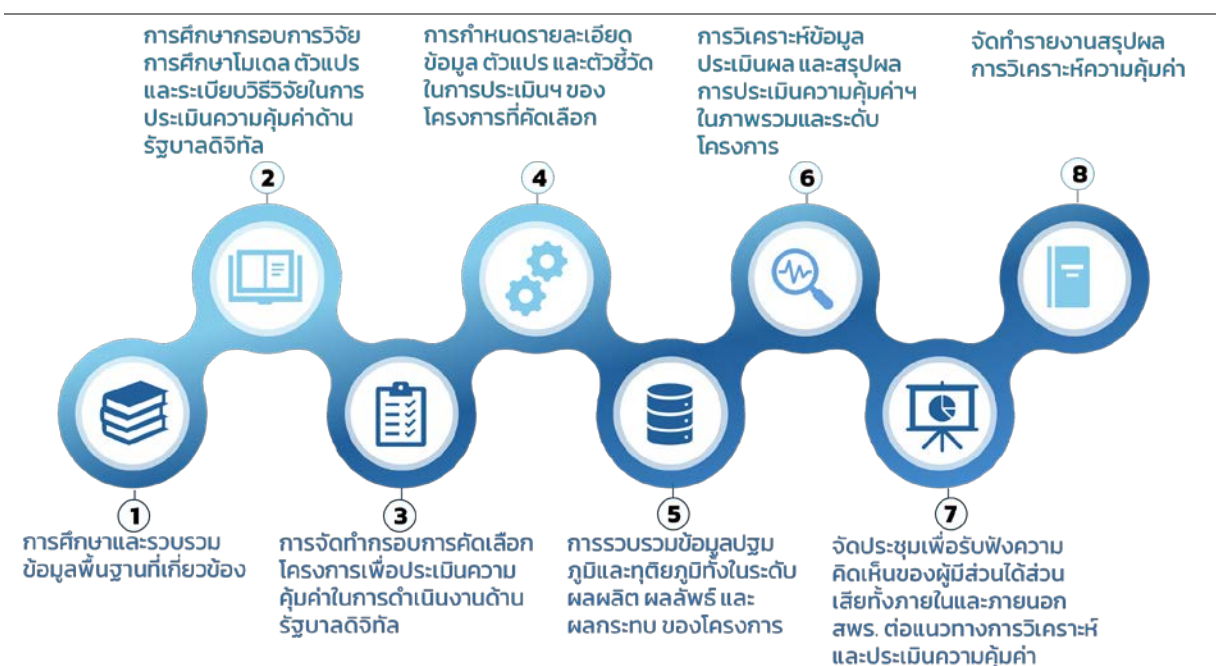 การศึกษากรอบการวิจัย
การศึกษาโมเดล ตัวแปร
และระเบียบวิธีวิจัยในการ
ประเมินความคุ้มค่าด้าน
รัฐบาลดิจิทัล
2
การกำหนดรายละเอียด
ข้อมูล ตัวแปร และตัวชี้วัด
ในการประเมินฯ ของ
โครงการที่คัดเลือก
4
การวิเคราะห์ข้อมูล
ประเมินผล และสรุปผล
การประเมินความคุ้มค่าฯ
ในภาพรวมและระดับ
โครงการ
6
จัดทำรายงานสรุปผล
การวิเคราะห์ความคุ้มค่า
8
1
การศึกษาและรวบรวม
ข้อมูลพื้นฐานที่เกี่ยวข้อง
3
การจัดทำกรอบการคัดเลือก
โครงการเพื่อประเมินความ
คุ้มค่าในการดำเนินงานด้าน
รัฐบาลดิจิทัล
5
การรวบรวมข้อมูลปฐม
ภูมิและทุติยภูมิทั้งในระดับ
ผลผลิต ผลลัพธ์ และ
ผลกระทบ ของโครงการ
7
จัดประชุมเพื่อรับฟังความ
คิดเห็นของผู้มีส่วนได้ส่วน
เสียทั้งภายในและภายนอก
สพร. ต่อแนวทางการวิเคราะห์
และประเมินความคุ้มค่า